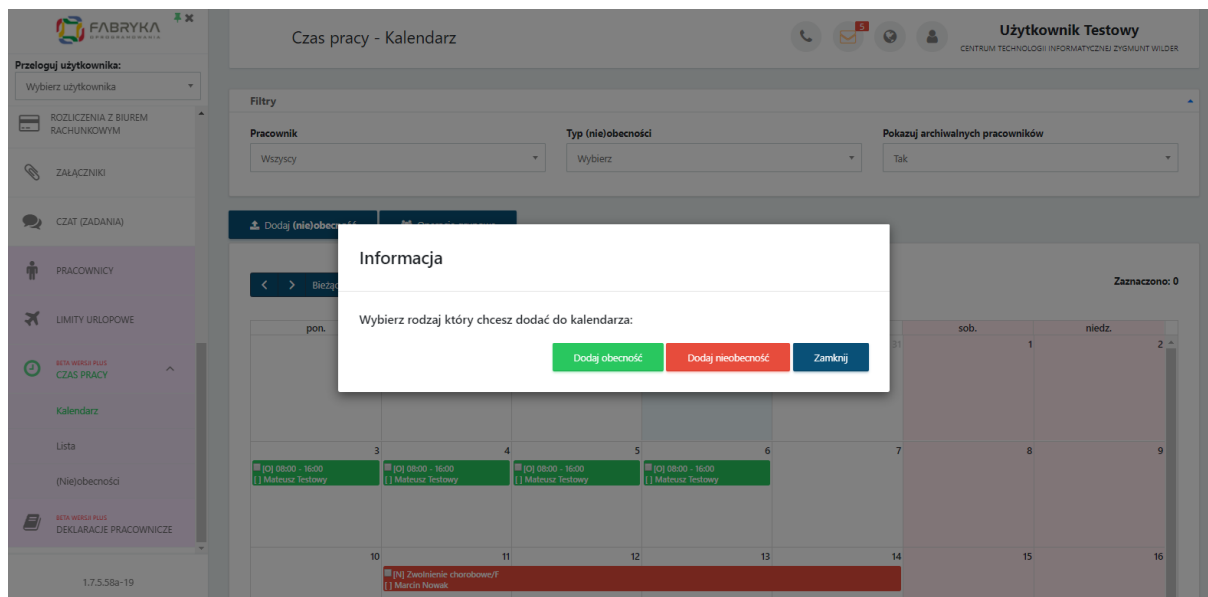 FABRYKA
OPROGRAMOWANIA
Przeloguj użytkownika:
Wybierz użytkownika
ROZLICZENIA Z BIUREM
RACHUNKOWYM
ZAŁĄCZNIKI
CZAT (ZADANIA)
PRACOWNICY
LIMITY URLOPOWE
BETA WERSJI PLUS
CZAS PRACY
Kalendarz
Lista
(Nie)obecności
BETA WERSJI PLUS
DEKLARACJE PRACOWNICZE
1.7.5.58a-19
Czas pracy - Kalendarz
5
Użytkownik Testowy
CENTRUM TECHNOLOGII INFORMATYCZNEJ ZYGMUNT WILDER
Filtry
Pracownik
Typ (nie)obecności
Pokazuj archiwalnych pracowników
Wszyscy
Wybierz
Tak
Dodaj (nie)obecność
Informacja
Wybierz rodzaj który chcesz dodać do kalendarza:
Dodaj obecność
Dodaj nieobecność
Zamknij
Zaznaczono: 0
pon.
sob.
niedz.
31
1
2
3
4
5
6
7
8
9
[O] 08:00 - 16:00
[ ] Mateusz Testowy
[O] 08:00 - 16:00
[ ] Mateusz Testowy
[O] 08:00 - 16:00
[ ] Mateusz Testowy
[O] 08:00 - 16:00
[ ] Mateusz Testowy
10
11
12
13
14
15
16
[N] Zwolnienie chorobowe/F
[ ] Marcin Nowak